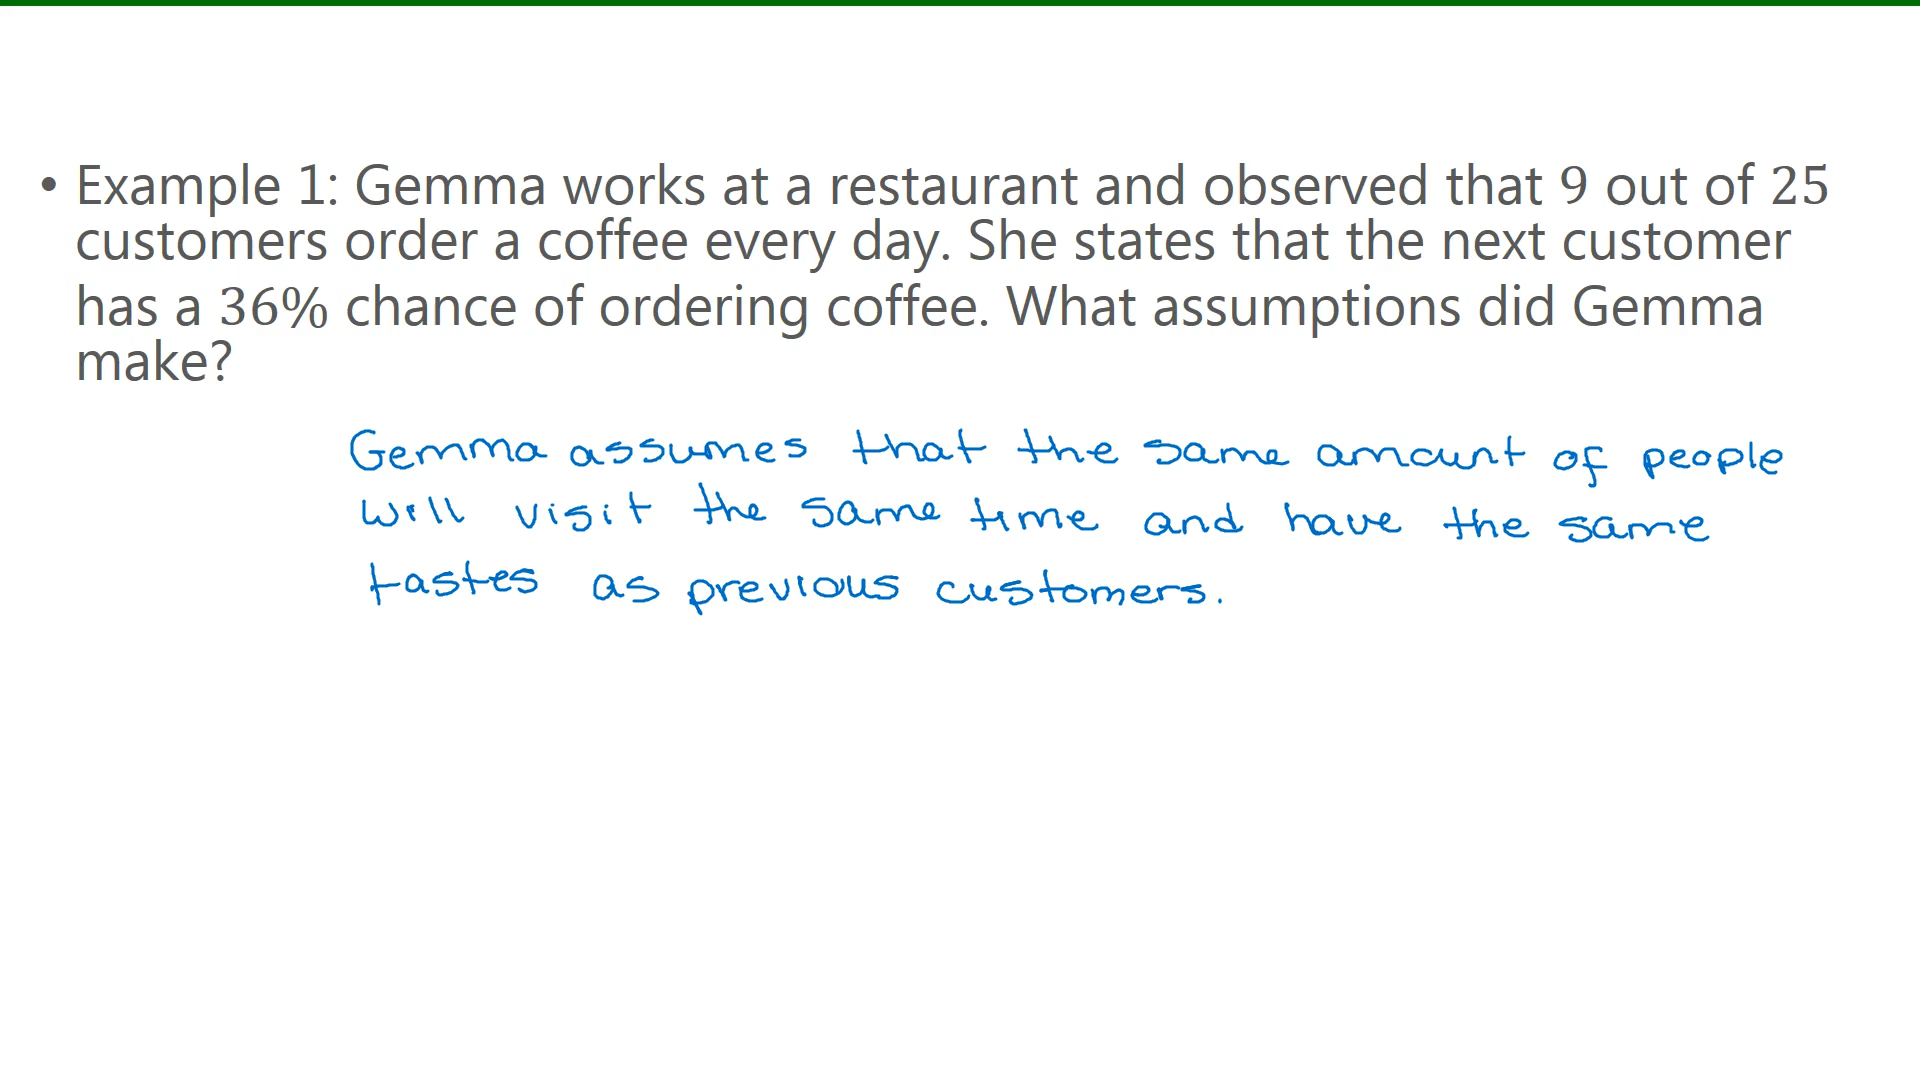 • Example 1: Gemma works at a restaurant and observed that 9 out of 25
customers order a coffee every day. She states that the next customer
has a 36% chance of ordering coffee. What assumptions did Gemma
make?
Gemma assumes that the same amount of people
will visit the same time and have the same
tastes as previous customers.